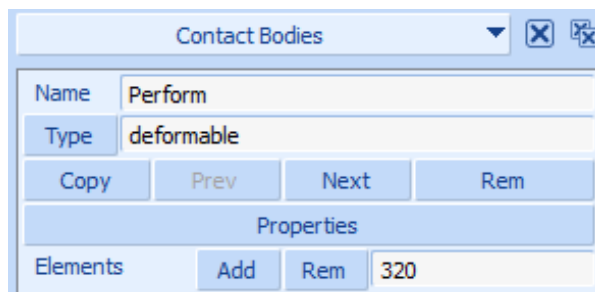 Contact Bodies
Name Perform
Type deformable
Copy Prev Next Rem
Properties
Elements Add Rem 320